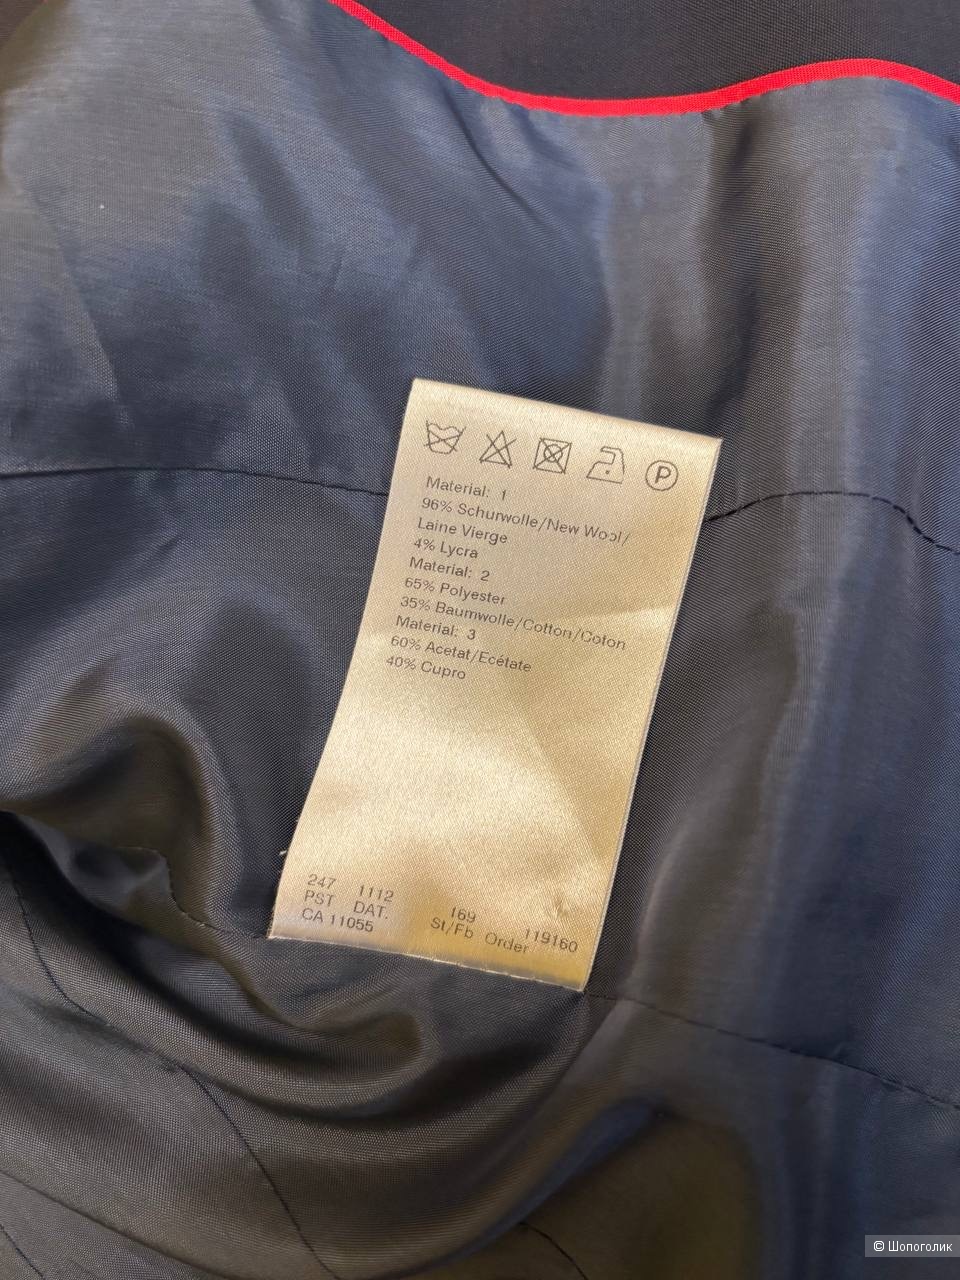 P
Material: 1
96% Schurwolle/New Wool/
Laine Vierge
4% Lycra
Material: 2
65% Polyester
35% Baumwolle/Cotton/Coton
Material: 3
60% Acetat/Ecétate
40% Cupro
247 1112 169 119160
PST DAT. St/Fb Order
CA 11055
© Шопоголик